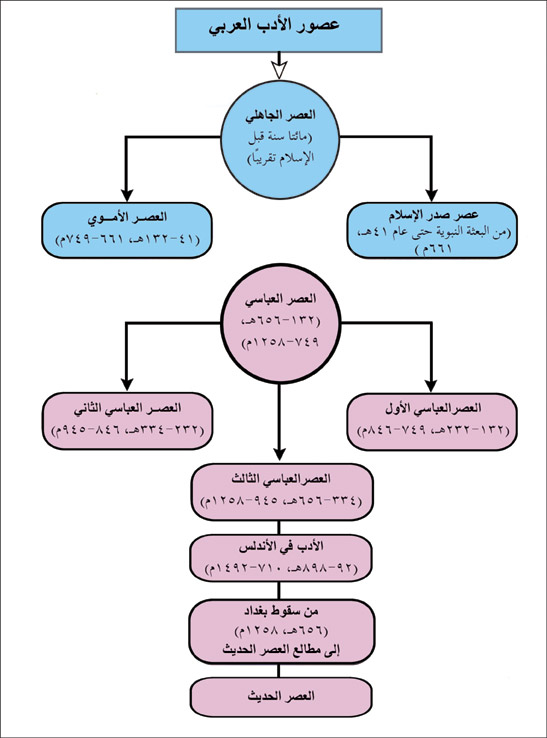 عصور الأدب العربي
العصر الجاهلي
(مائتا سنة قبل
الإسلام تقريبًا)
عصر صدر الإسلام
(من البعثة النبوية حتى عام ٤١هـ،
٦٦١م)
العصـر الأمــوي
(٤١-١٣٢هـ، ٦٦١-٧٤٩م)
العصر العباسي
(١٣٢-٦٥٦هـ،
٧٤٩-١٢٥٨م)
العصرالعباسي الأول
(١٣٢-٢٣٢هـ، ٧٤٩-٨٤٦م)
العصـر العباسي الثاني
(٢٣٢-٣٣٤هـ، ٨٤٦-٩٤٥م)
العصرالعباسي الثالث
(٣٣٤-٦٥٦هـ، ٩٤٥-١٢٥٨م)
الأدب في الأندلس
(٩٢-٨٩٨هـ، ٧١٠-١٤٩٢م)
من سقوط بغداد
(٦٥٦هـ، ١٢٥٨م)
إلى مطالع العصر الحديث
العصر الحديث